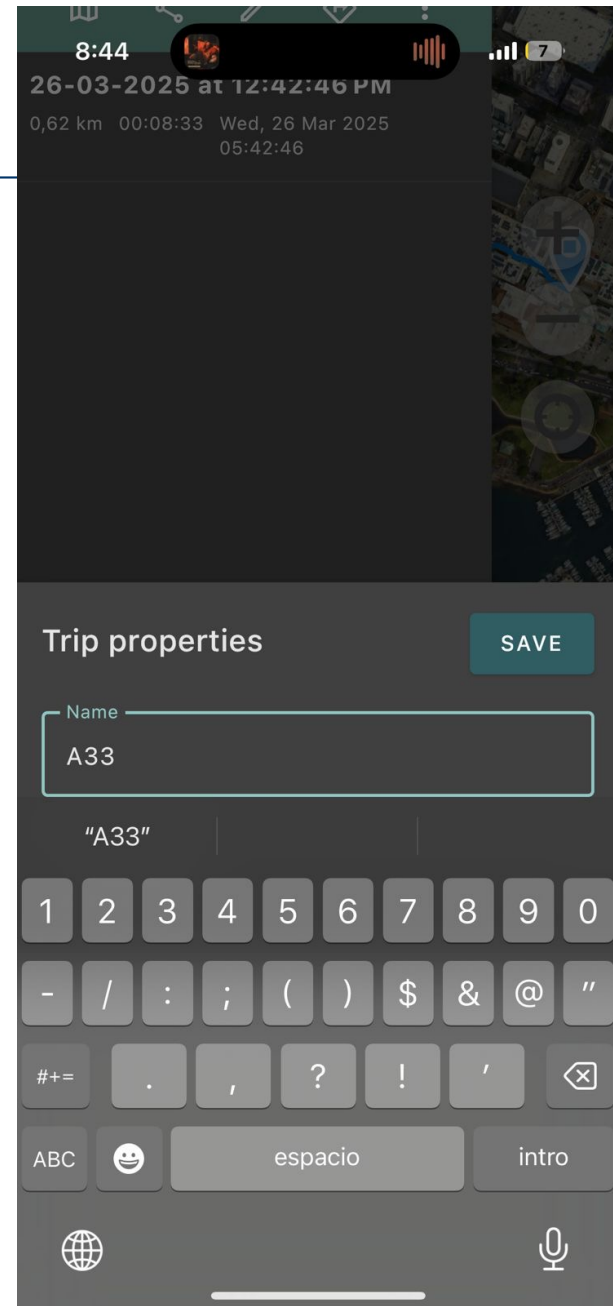 8:44
7
26-03-2025 at 12:42:46 PM
0,62 km 00:08:33 Wed, 26 Mar 2025
05:42:46
Trip properties
SAVE
Name
A33
"A33"
1 2 3 4 5 6 7 8 9 0
- / : ; ( ) $ & @ "
#+= . , ? ! '
ABC espacio intro